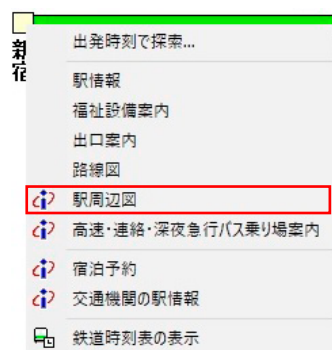 新宿
出発時刻で探索...
駅情報
福祉設備案内
出口案内
路線図
駅周辺図
高速・連絡・深夜急行バス乗り場案内
宿泊予約
交通機関の駅情報
鉄道時刻表の表示